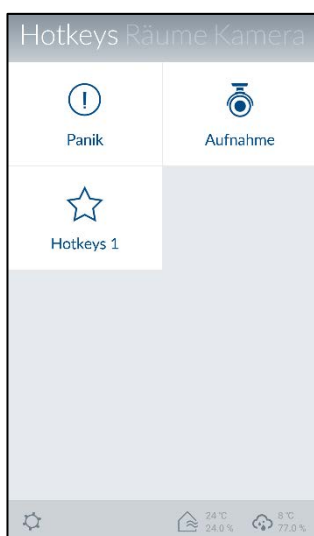 Hotkeys Räume Kamera
Panik
Aufnahme
Hotkeys 1
24 °C
24.0 %
8 °C
77.0 %